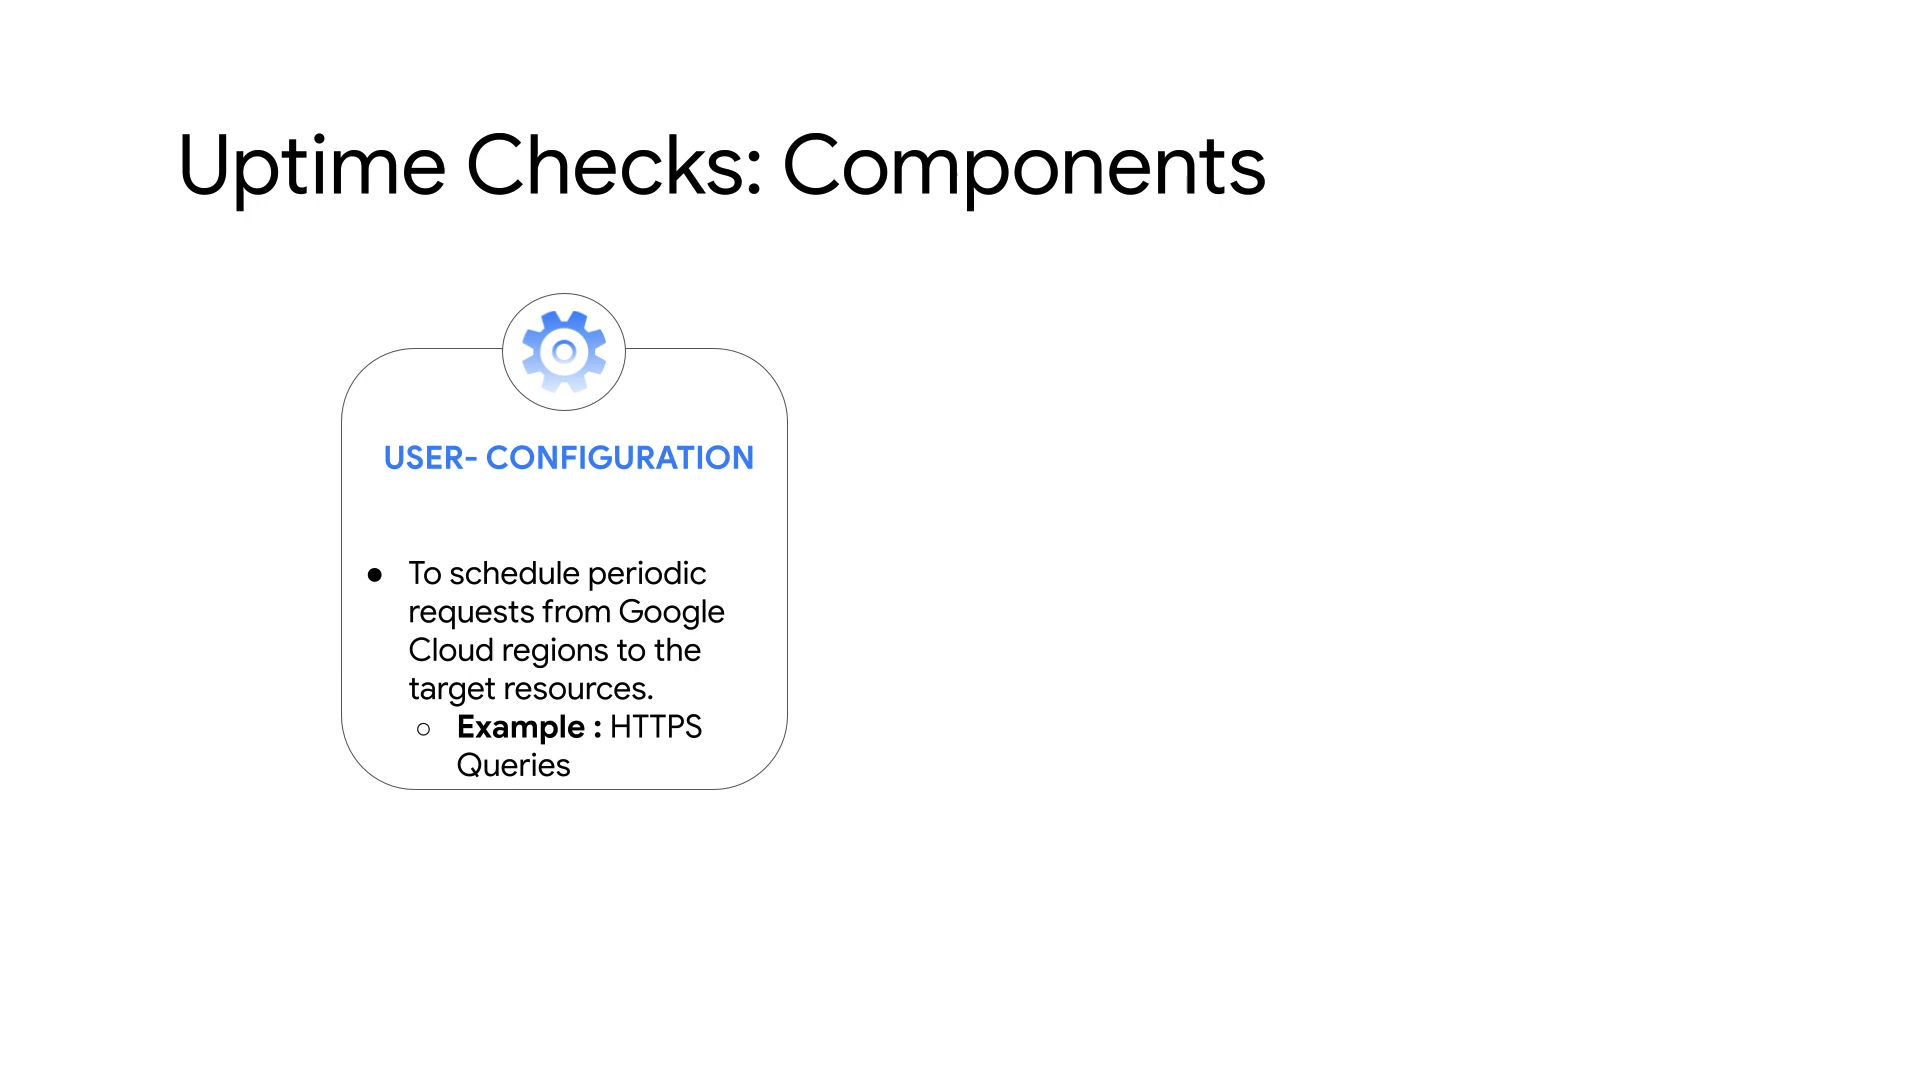 Uptime Checks: Components
USER- CONFIGURATION
● To schedule periodic
requests from Google
Cloud regions to the
target resources.
○ Example : HTTPS
Queries